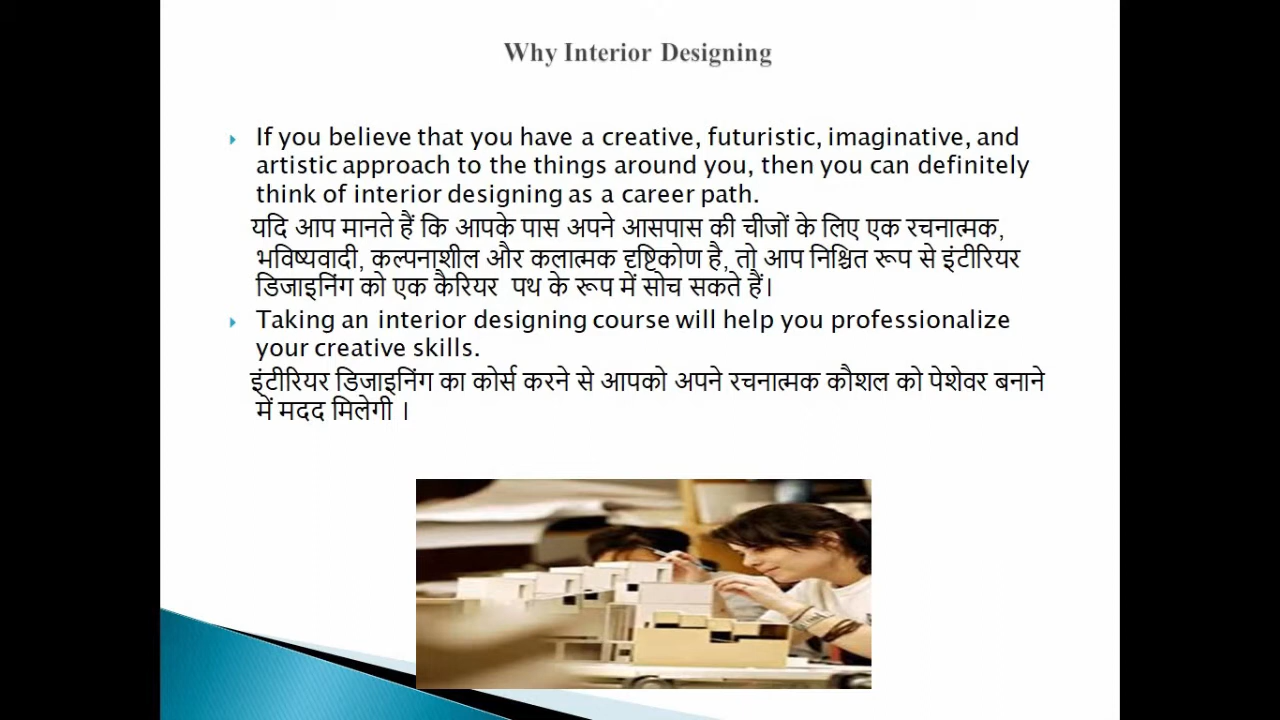 Why Interior Designing
If you believe that you have a creative, futuristic, imaginative, and
artistic approach to the things around you, then you can definitely
think of interior designing as a career path.
यदि आप मानते हैं कि आपके पास अपने आसपास की चीजों के लिए एक रचनात्मक,
भविष्यवादी, कल्पनाशील और कलात्मक दृष्टिकोण है, तो आप निश्चित रूप से इंटीरियर
डिजाइनिंग को एक कैरियर पथ के रूप में सोच सकते हैं।
Taking an interior designing course will help you professionalize
your creative skills.
इंटीरियर डिजाइनिंग का कोर्स करने से आपको अपने रचनात्मक कौशल को पेशेवर बनाने
में मदद मिलेगी ।